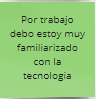 Por trabajo
debo estoy muy
familiarizado
con la
tecnologia